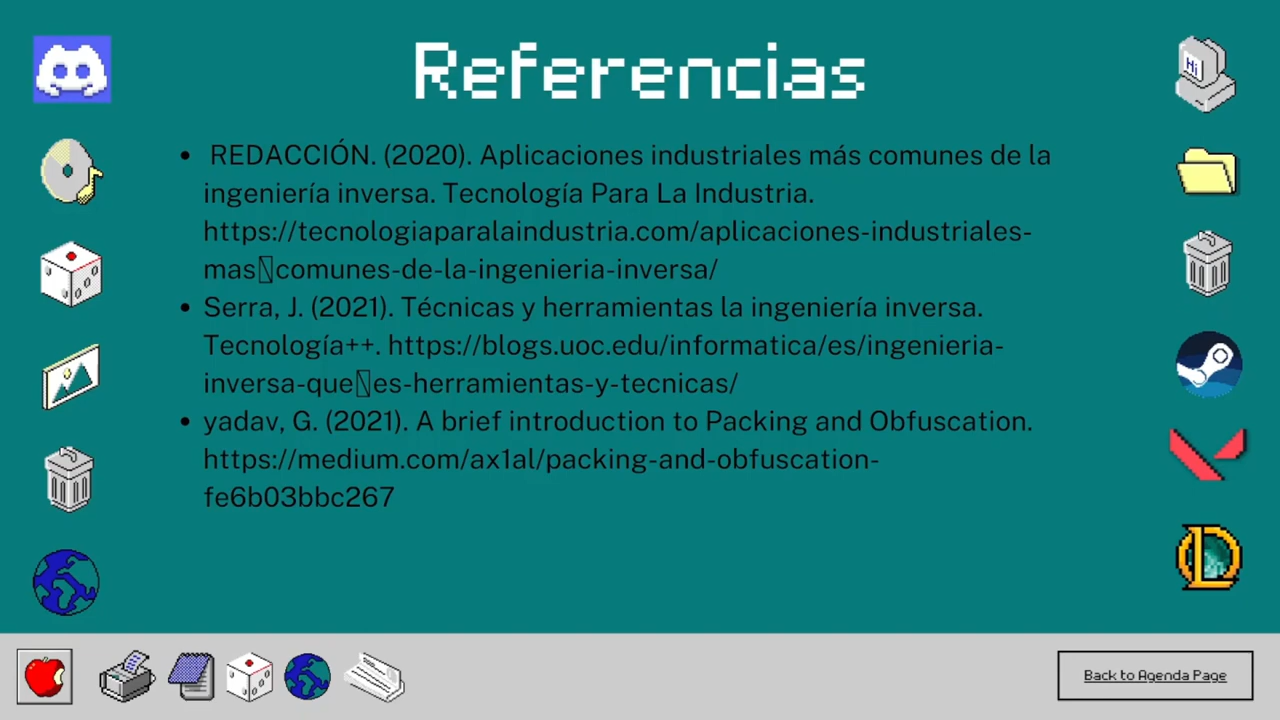 Referencias
Hi
• REDACCIÓN. (2020). Aplicaciones industriales más comunes de la
ingeniería inversa. Tecnología Para La Industria.
https://tecnologiaparalaindustria.com/aplicaciones-industriales-
mas￾comunes-de-la-ingenieria-inversa/
• Serra, J. (2021). Técnicas y herramientas la ingeniería inversa.
Tecnología++. https://blogs.uoc.edu/informatica/es/ingenieria-
inversa-que￾es-herramientas-y-tecnicas/
• yadav, G. (2021). A brief introduction to Packing and Obfuscation.
https://medium.com/ax1al/packing-and-obfuscation-
fe6b03bbc267
Back to Agenda Page